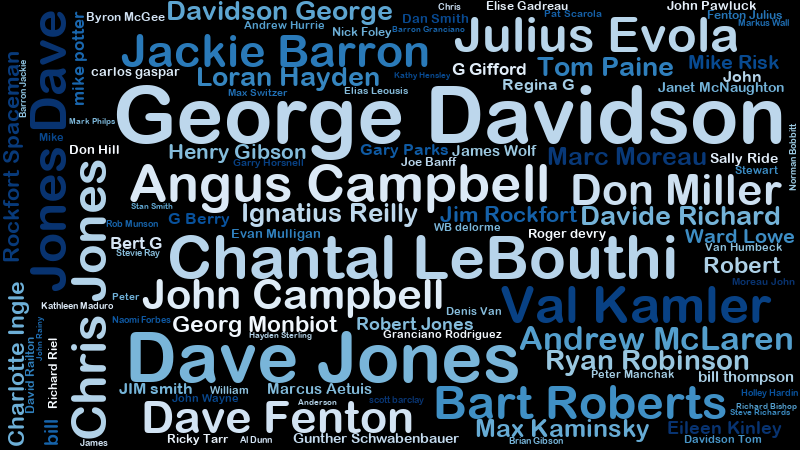 Byron McGee
Davidson George
Chris
Elise Gadreau
John Pawluck
Andrew Hurrie
Nick Foley
Dan Smith
Pat Scarola
Fenton Julius
Markus Wall
Barron Granciano
mike potter
Jackie Barron
Julius Evola
carlos gaspar
Loran Hayden
Kathy Hensley
G Gifford
Tom Paine
Mike Risk
John
Barron Jackie
Max Switzer
Elias Leousis
Regina G
Janet McNaughton
Rockfort Spaceman
Jones Dave
George Davidson
Mark Philps
Mike
Don Hill
Henry Gibson
Gary Parks
James Wolf
Marc Moreau
Sally Ride
Norman Bobbitt
Garry Horsnell
Joe Banff
Stewart
Chris Jones
Angus Campbell
Don Miller
Stan Smith
G Berry
Ignatius Reilly
Jim Rockfort
Davide Richard
Rob Munson
Evan Mulligan
WB delorme
Roger devry
Ward Lowe
Bert G
Stevie Ray
Chantal LeBouthi
Van Humbeck
Robert
Peter
John Campbell
Moreau John
Kathleen Maduro
Val Kamler
Charlotte Ingle
Naomi Forbes
Georg Monbiot
Denis Van
Robert Jones
Granciano Rodriguez
Hayden Sterling
Andrew McLaren
David Railton
John Rainy
Richard Riel
Dave Jones
Ryan Robinson
Peter Manchak
bill thompson
JIM smith
William
Marcus Aetuis
John Wayne
Anderson
scott barclay
Bart Roberts
Holley Hardin
Richard Bishop
Steve Richards
bill
Dave Fenton
Max Kaminsky
Eileen Kinley
James
Ricky Tarr
Al Dunn
Gunther Schwabenbauer
Brian Gibson
Davidson Tom